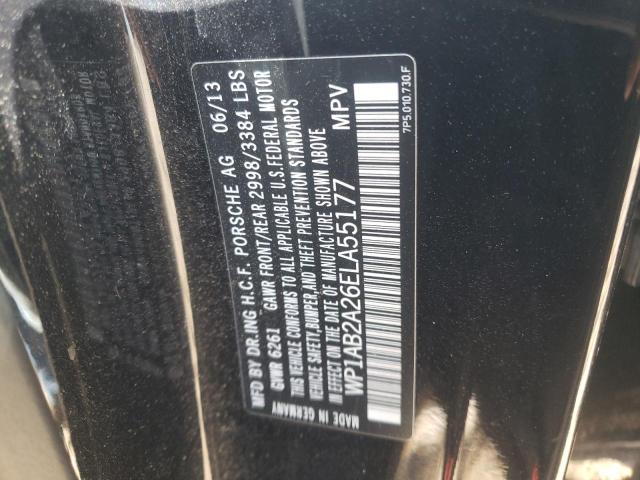 MFD BY DR.ING H.C.F. PORSCHE AG 06/13
GVWR 6261 GAWR FRONT/REAR 2998/3384 LBS
THIS VEHICLE CONFORMS TO ALL APPLICABLE U.S.FEDERAL MOTOR
VEHICLE SAFETY,BUMPER,AND THEFT PREVENTION STANDARDS
IN EFFECT ON THE DATE OF MANUFACTURE SHOWN ABOVE
WP1AB2A26ELA55177 MPV
MADE IN GERMANY
7P5.010.730.F